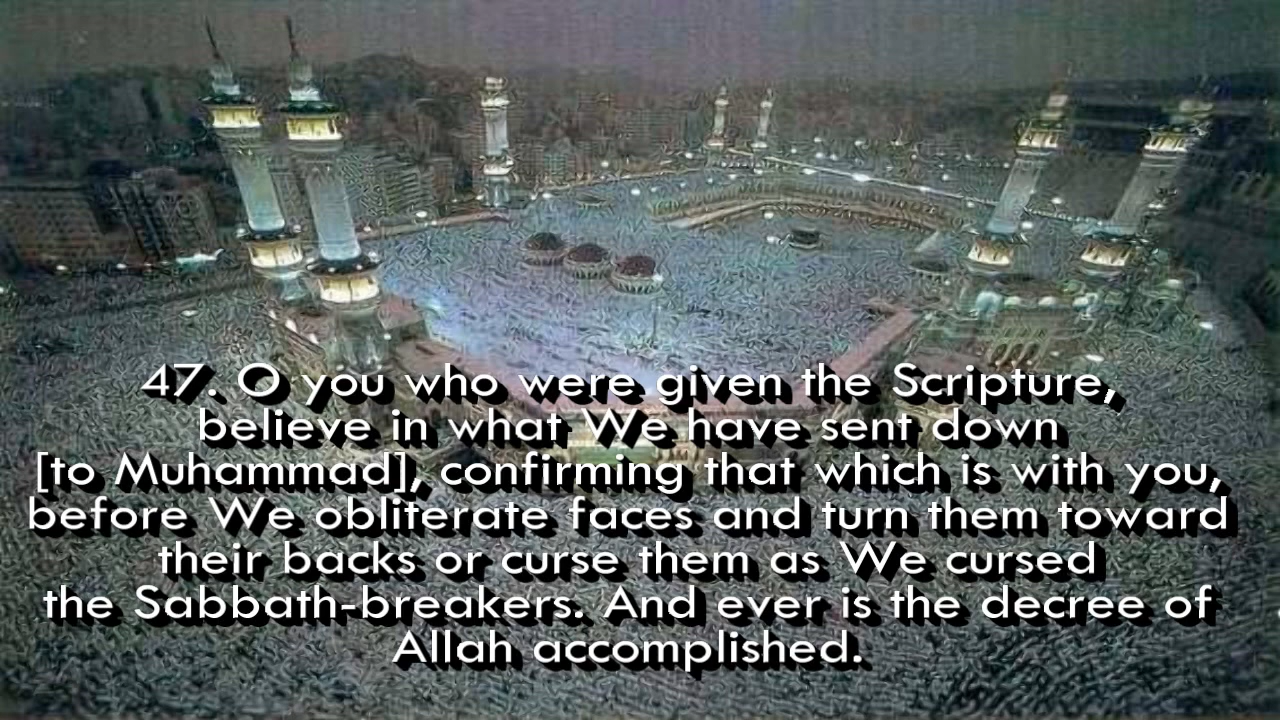 47. O you who were given the Scripture,
believe in what We have sent down
[to Muhammad], confirming that which is with you,
before We obliterate faces and turn them toward
their backs or curse them as We cursed
the Sabbath-breakers. And ever is the decree of
Allah accomplished.